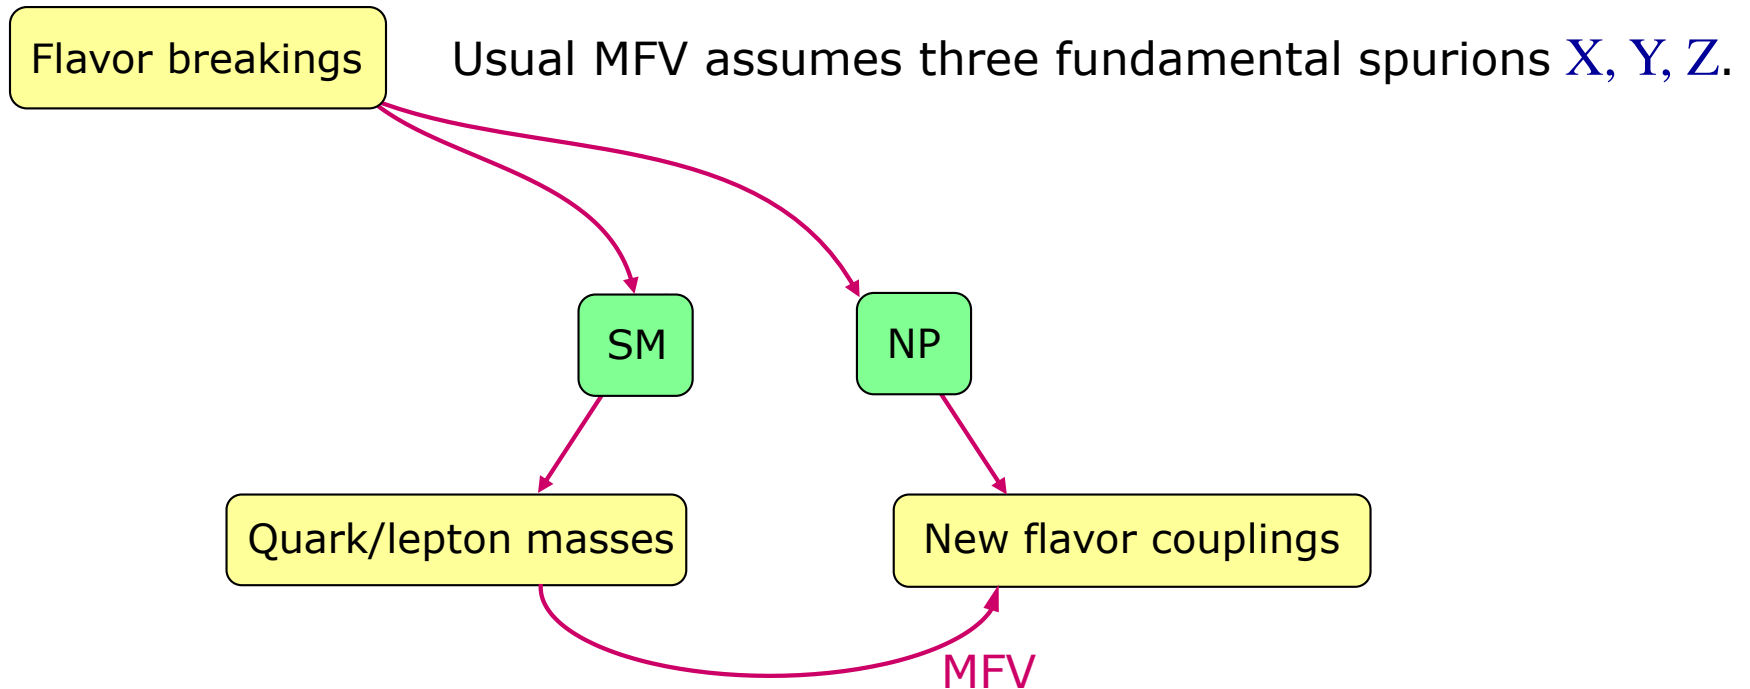 Flavor breakings
Usual MFV assumes three fundamental spurions X, Y, Z.
SM
NP
Quark/lepton masses
New flavor couplings
MFV